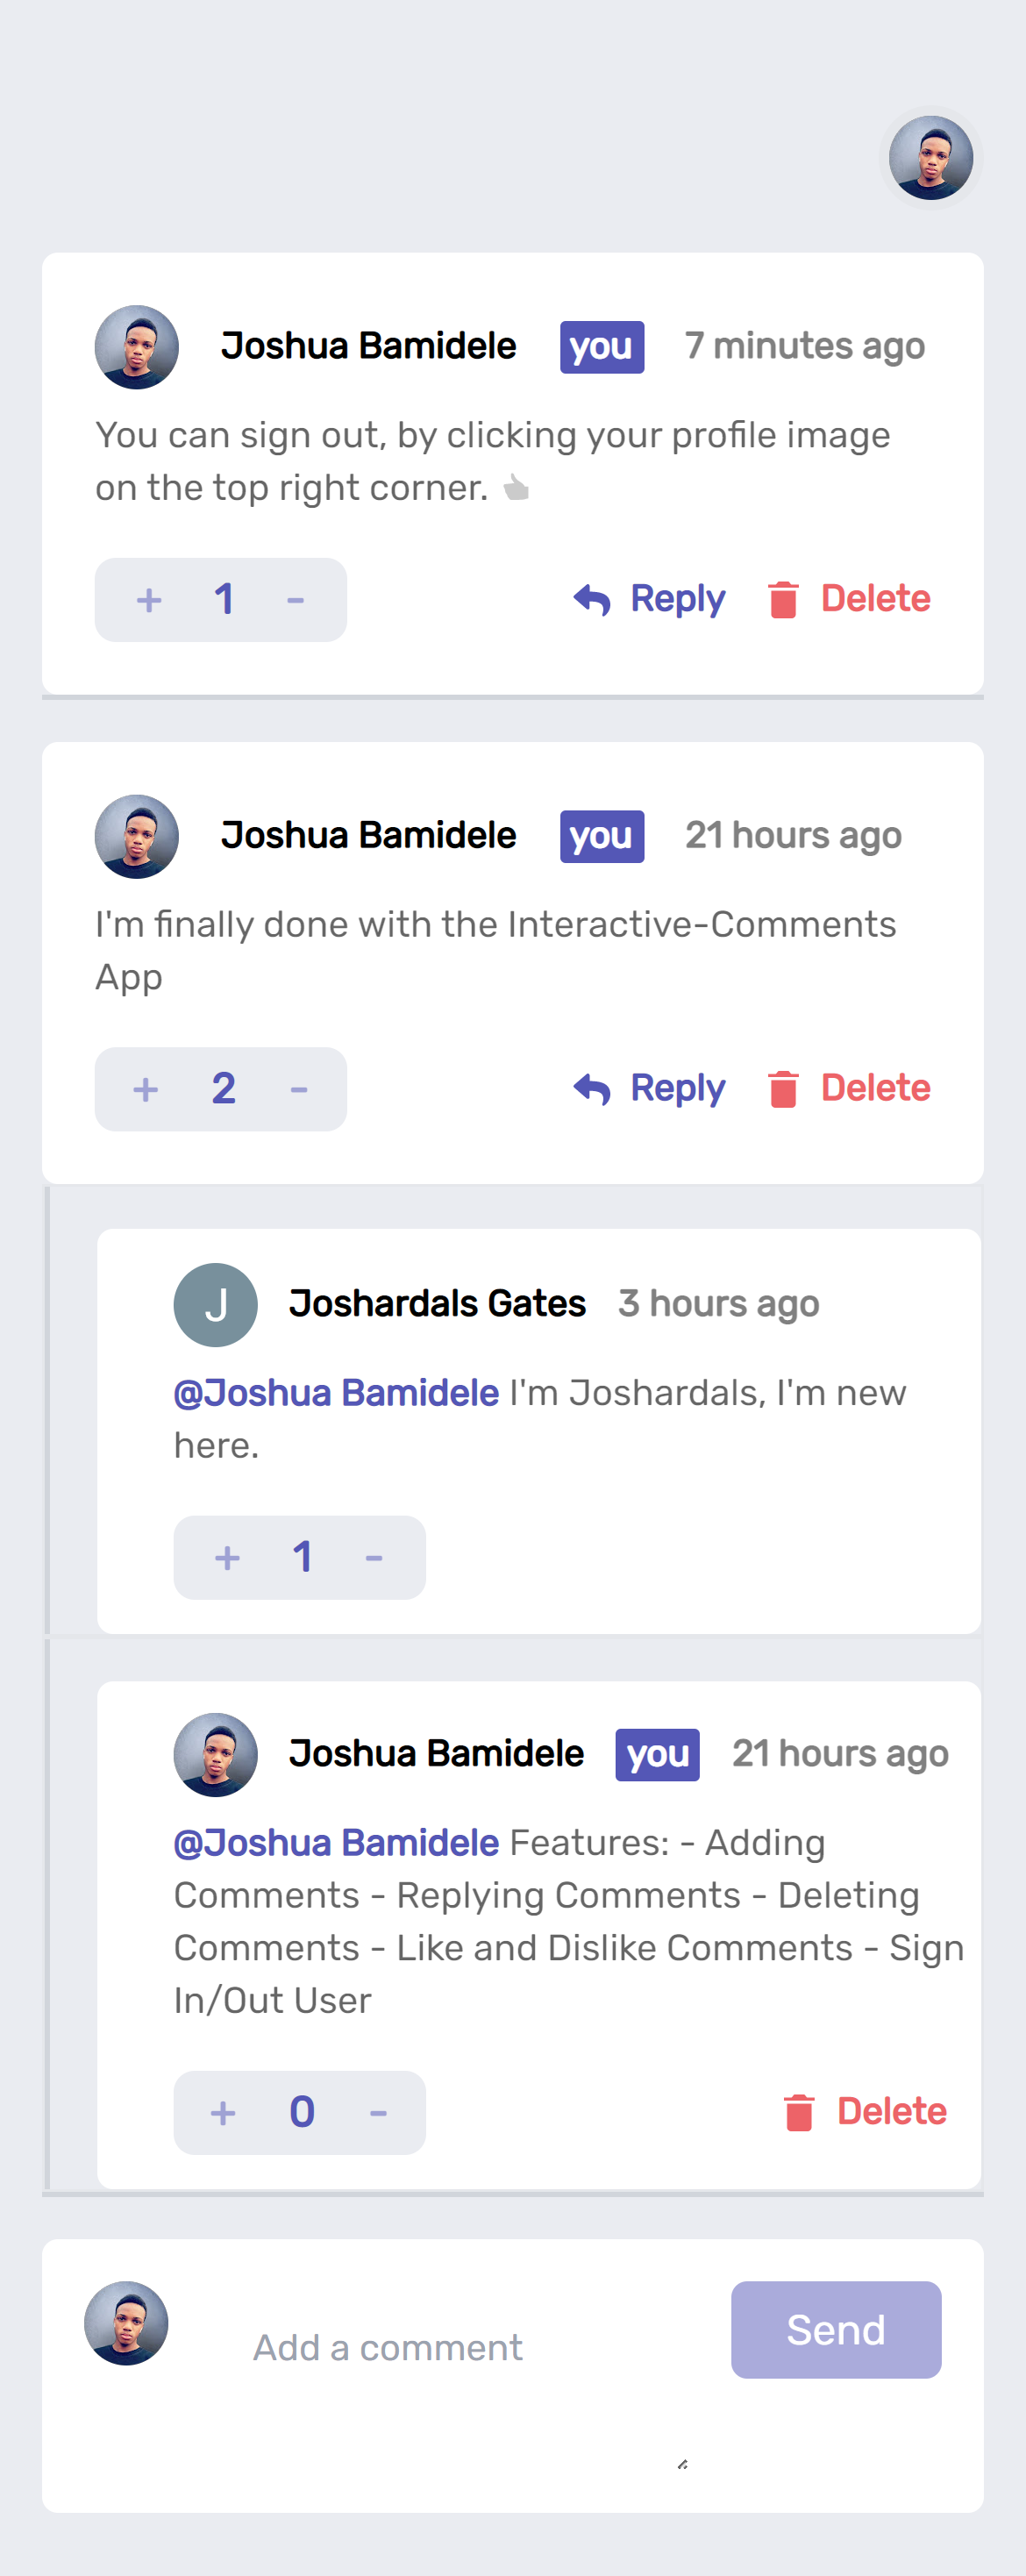 Joshua Bamidele you 7 minutes ago
You can sign out, by clicking your profile image
on the top right corner.
+ 1 -
Reply Delete
Joshua Bamidele you 21 hours ago
I'm finally done with the Interactive-Comments
App
+ 2 -
Reply Delete
J
Joshardals Gates 3 hours ago
@Joshua Bamidele I'm Joshardals, I'm new
here.
+ 1 -
Joshua Bamidele you 21 hours ago
@Joshua Bamidele Features: - Adding
Comments - Replying Comments - Deleting
Comments - Like and Dislike Comments - Sign
In/Out User
+ 0 -
Delete
Add a comment
Send